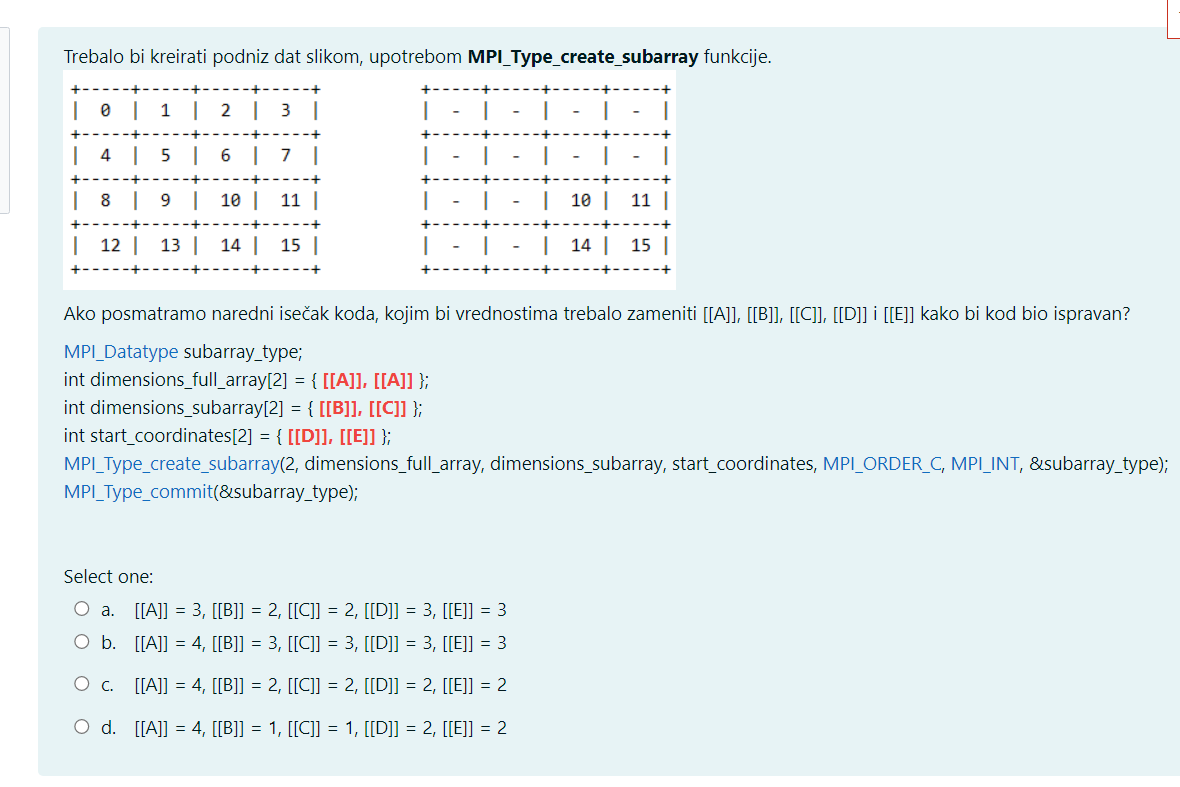 Trebalo bi kreirati podniz dat slikom, upotrebom MPI_Type_create_subarray funkcije.
+-----+-----+-----+-----+ +-----+-----+-----+-----+
| 0 | 1 | 2 | 3 | | - | - | - | - |
+-----+-----+-----+-----+ +-----+-----+-----+-----+
| 4 | 5 | 6 | 7 | | - | - | - | - |
+-----+-----+-----+-----+ +-----+-----+-----+-----+
| 8 | 9 | 10 | 11 | | - | - | 10 | 11 |
+-----+-----+-----+-----+ +-----+-----+-----+-----+
| 12 | 13 | 14 | 15 | | - | - | 14 | 15 |
+-----+-----+-----+-----+ +-----+-----+-----+-----+
Ako posmatramo naredni isečak koda, kojim bi vrednostima trebalo zameniti [[A]], [[B]], [[C]], [[D]] i [[E]] kako bi kod bio ispravan?
MPI_Datatype subarray_type;
int dimensions_full_array[2] = { [[A]], [[A]] };
int dimensions_subarray[2] = { [[B]], [[C]] };
int start_coordinates[2] = { [[D]], [[E]] };
MPI_Type_create_subarray(2, dimensions_full_array, dimensions_subarray, start_coordinates, MPI_ORDER_C, MPI_INT, &subarray_type);
MPI_Type_commit(&subarray_type);
Select one:
a. [[A]] = 3, [[B]] = 2, [[C]] = 2, [[D]] = 3, [[E]] = 3
b. [[A]] = 4, [[B]] = 3, [[C]] = 3, [[D]] = 3, [[E]] = 3
c. [[A]] = 4, [[B]] = 2, [[C]] = 2, [[D]] = 2, [[E]] = 2
d. [[A]] = 4, [[B]] = 1, [[C]] = 1, [[D]] = 2, [[E]] = 2